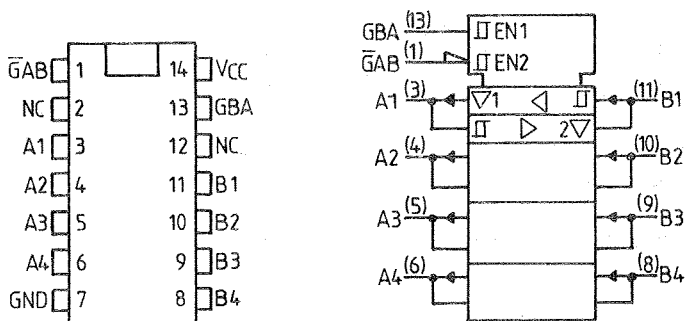 G̅AB 1 14 VCC
NC 2 13 GBA
A1 3 12 NC
A2 4 11 B1
A3 5 10 B2
A4 6 9 B3
GND 7 8 B4
GBA (13) EN1
G̅AB (1) EN2
A1 (3) 1 (11) B1
2
A2 (4) (10) B2
A3 (5) (9) B3
A4 (6) (8) B4